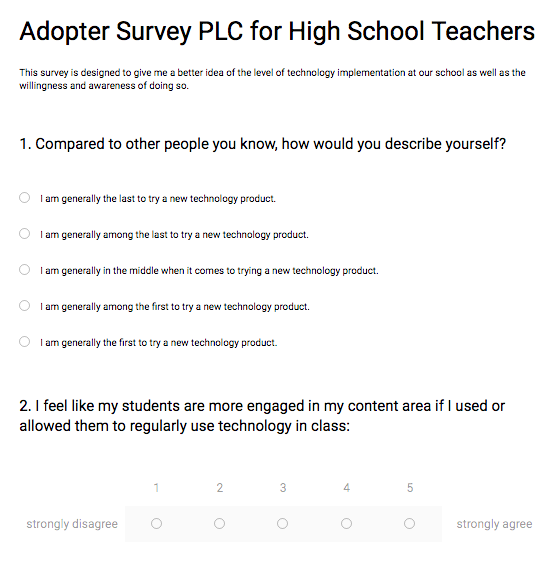 Adopter Survey PLC for High School Teachers
This survey is designed to give me a better idea of the level of technology implementation at our school as well as the
willingness and awareness of doing so.
1. Compared to other people you know, how would you describe yourself?
I am generally the last to try a new technology product.
I am generally among the last to try a new technology product.
I am generally in the middle when it comes to trying a new technology product.
I am generally among the first to try a new technology product.
I am generally the first to try a new technology product.
2. I feel like my students are more engaged in my content area if I used or
allowed them to regularly use technology in class:
1 2 3 4 5
strongly disagree strongly agree